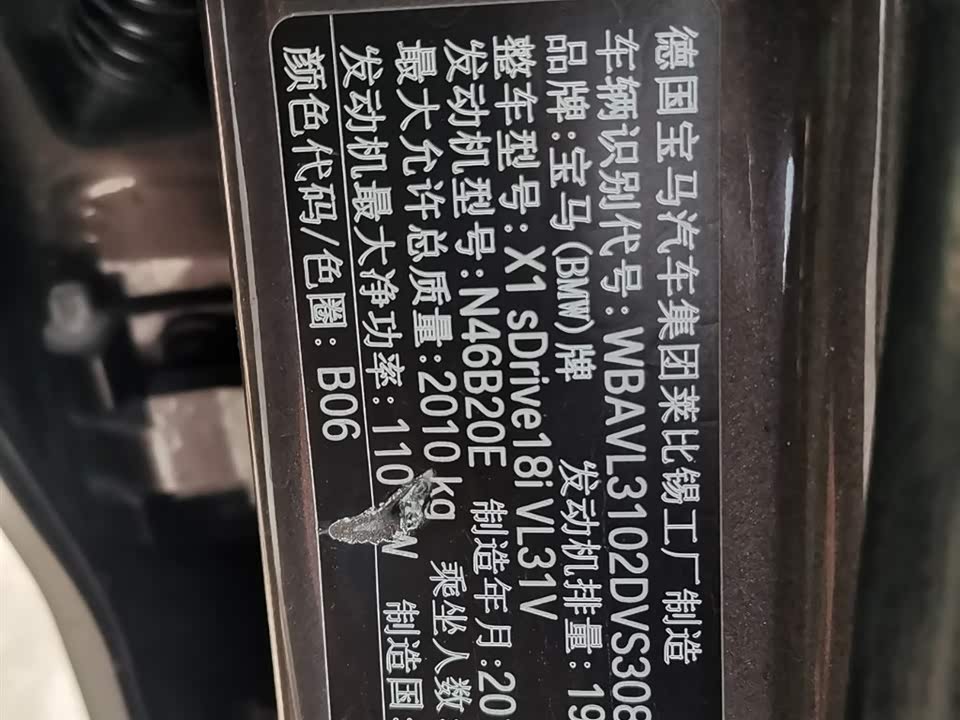 德国宝马汽车集团莱比锡工厂制造
车辆识别代号:WBAVL3102DVS308
品牌:宝马(BMW)牌 发动机排量:19
整车型号:X1 sDrive18i VL31V
发动机型号:N46B20E 制造年月:20
最大允许总质量:2010kg 乘坐人数
发动机最大净功率:110 制造国:
颜色代码/色圈: B06